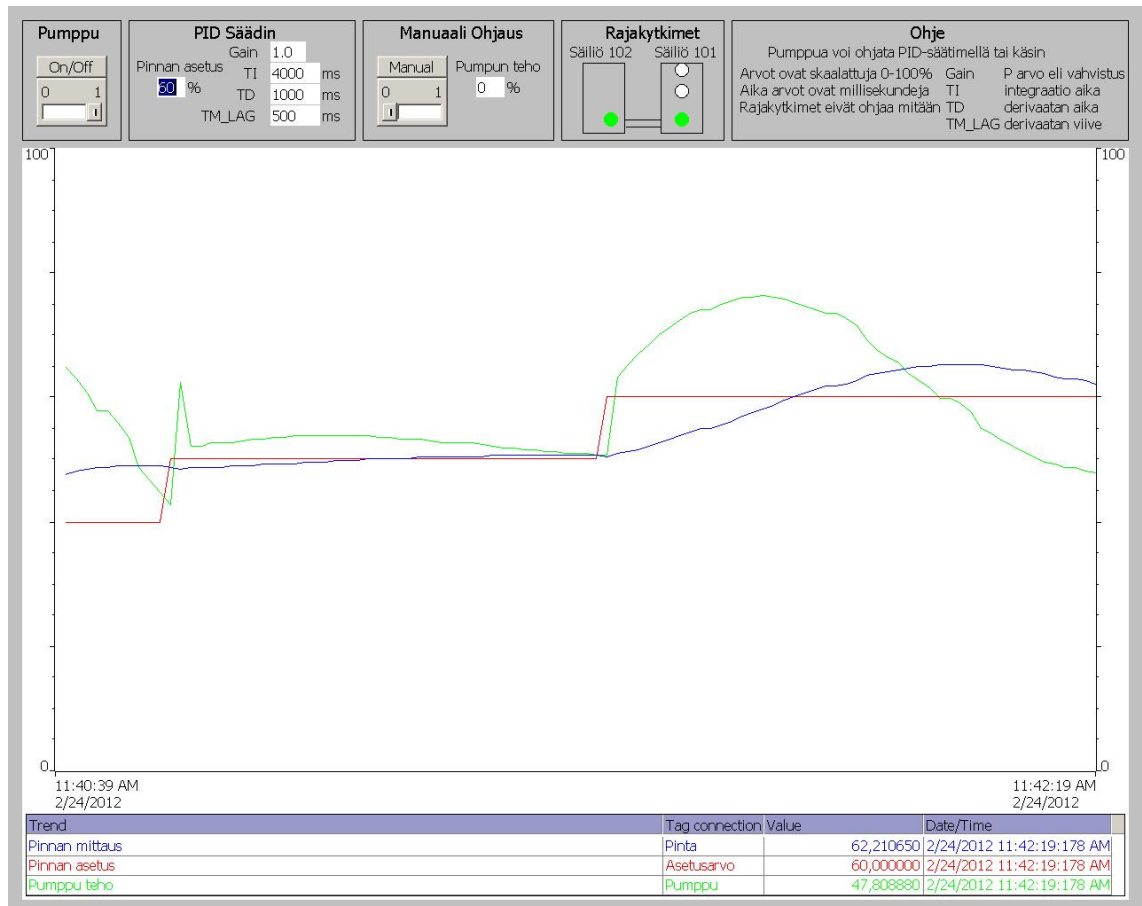 Pumppu
On/Off
0 1
PID Säädin
Gain 1.0
Pinnan asetus
60 %
TI 4000 ms
TD 1000 ms
TM_LAG 500 ms
Manuaali Ohjaus
Manual
0 1
Pumpun teho
0 %
Rajakytkimet
Säiliö 102 Säiliö 101
Ohje
Pumppua voi ohjata PID-säätimellä tai käsin
Arvot ovat skaalattuja 0-100% Gain P arvo eli vahvistus
Aika arvot ovat millisekundeja TI integraatio aika
Rajakytkimet eivät ohjaa mitään TD derivaatan aika
TM_LAG derivaatan viive
100 100
0 0
11:40:39 AM 11:42:19 AM
2/24/2012 2/24/2012
Trend Tag connection Value Date/Time
Pinnan mittaus Pinta 62,210650 2/24/2012 11:42:19:178 AM
Pinnan asetus Asetusarvo 60,000000 2/24/2012 11:42:19:178 AM
Pumppu teho Pumppu 47,808880 2/24/2012 11:42:19:178 AM